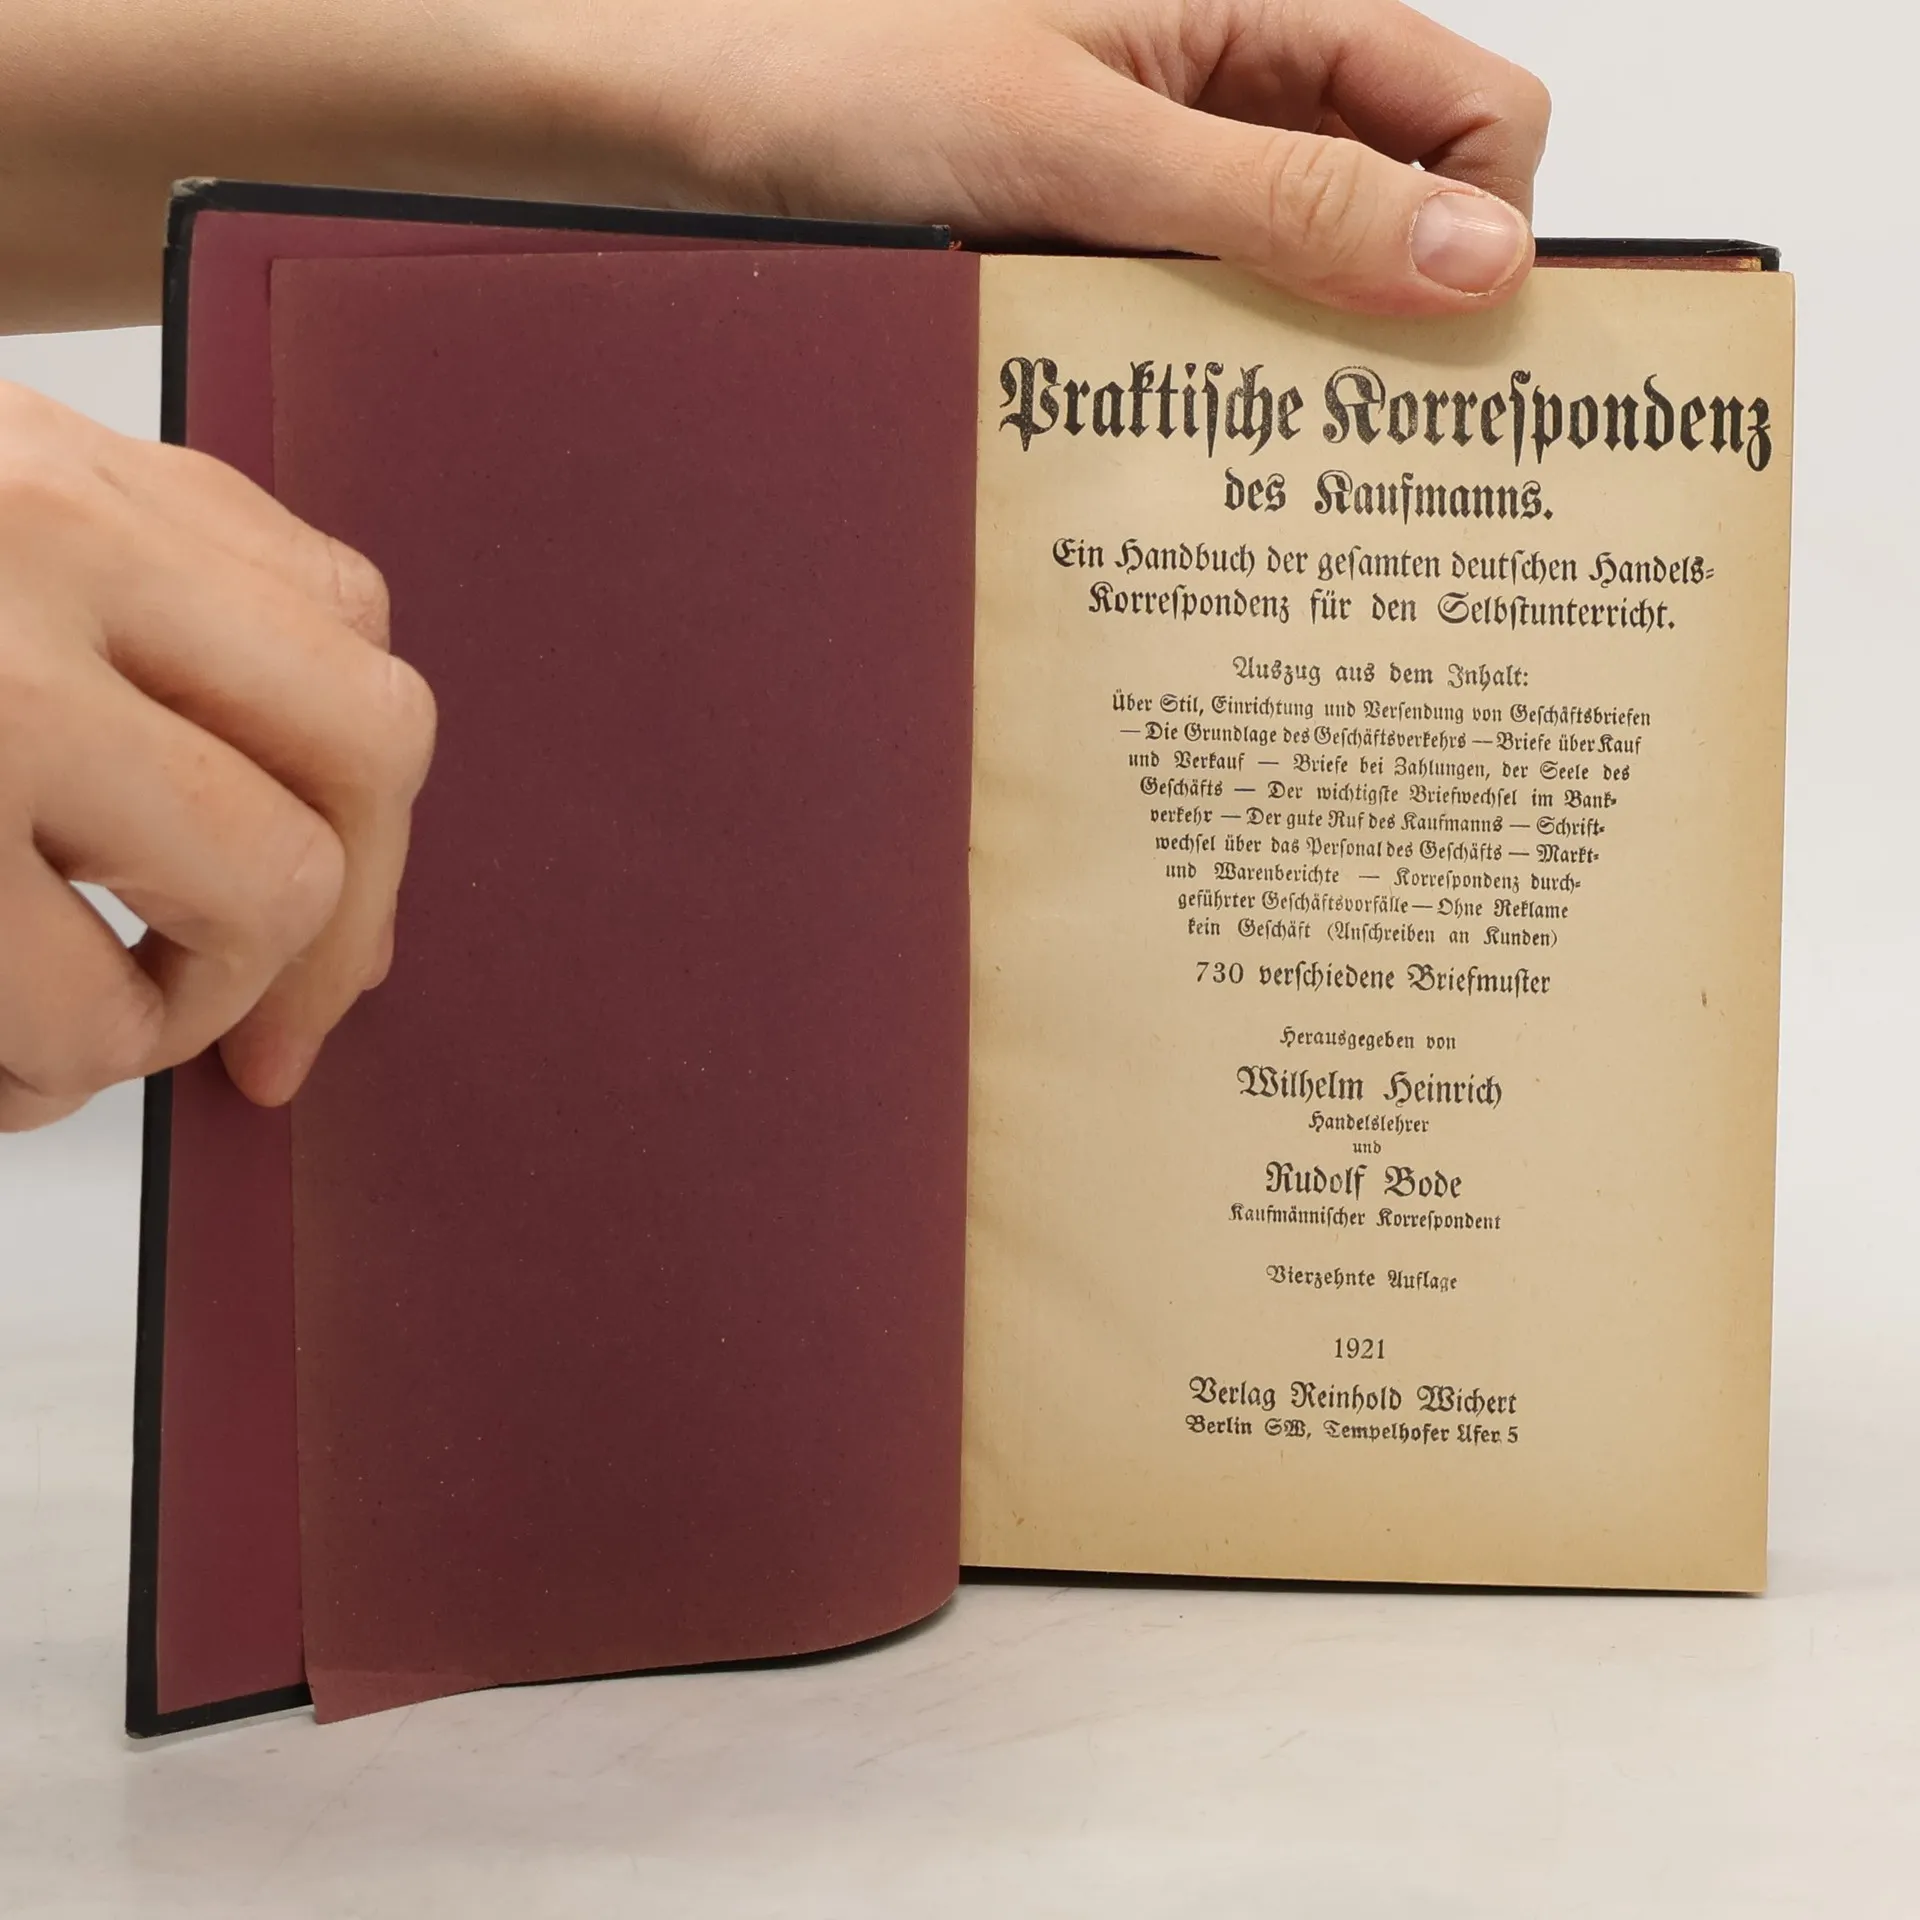 Praktiſche Korreſpondenz
des Kaufmanns.
Ein Handbuch der geſamten deutſchen Handels-
Korreſpondenz für den Selbſtunterricht.
Auszug aus dem Inhalt:
Über Stil, Einrichtung und Verſendung von Geſchäftsbriefen
— Die Grundlage des Geſchäftsverkehrs — Briefe über Kauf
und Verkauf — Briefe bei Zahlungen, der Seele des
Geſchäfts — Der wichtigſte Briefwechſel im Bank-
verkehr — Der gute Ruf des Kaufmanns — Schrift-
wechſel über das Perſonal des Geſchäfts — Markt-
und Warenberichte — Korreſpondenz durch-
geführter Geſchäftsvorfälle — Ohne Reklame
kein Geſchäft (Anſchreiben an Kunden)
730 verſchiedene Briefmuſter
Herausgegeben von
Wilhelm Heinrich
Handelslehrer
und
Rudolf Bode
Kaufmänniſcher Korreſpondent
Vierzehnte Auflage
1921
Verlag Reinhold Wichert
Berlin SW, Tempelhofer Ufer 5